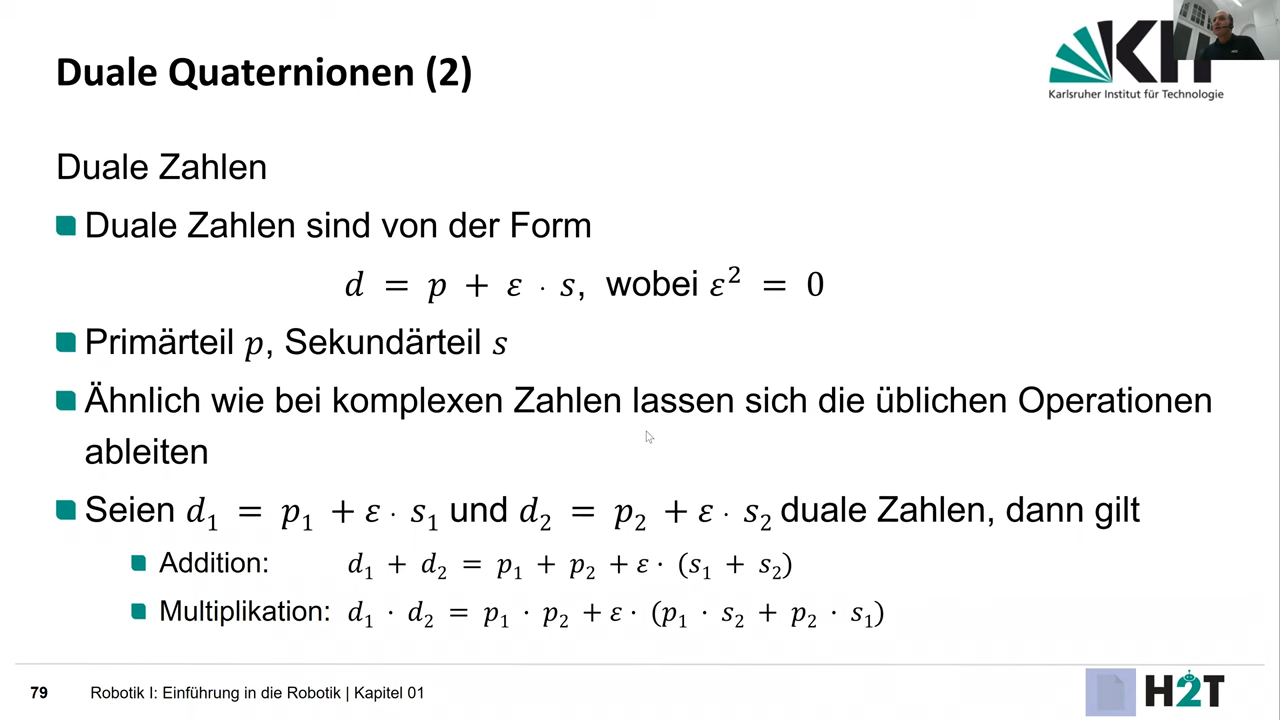 Duale Quaternionen (2)
KIT
Karlsruher Institut für Technologie
Duale Zahlen
Duale Zahlen sind von der Form
d = p + ε · s, wobei ε² = 0
Primärteil p, Sekundärteil s
Ähnlich wie bei komplexen Zahlen lassen sich die üblichen Operationen
ableiten
Seien d₁ = p₁ + ε · s₁ und d₂ = p₂ + ε · s₂ duale Zahlen, dann gilt
Addition: d₁ + d₂ = p₁ + p₂ + ε · (s₁ + s₂)
Multiplikation: d₁ · d₂ = p₁ · p₂ + ε · (p₁ · s₂ + p₂ · s₁)
79 Robotik I: Einführung in die Robotik | Kapitel 01
H2T